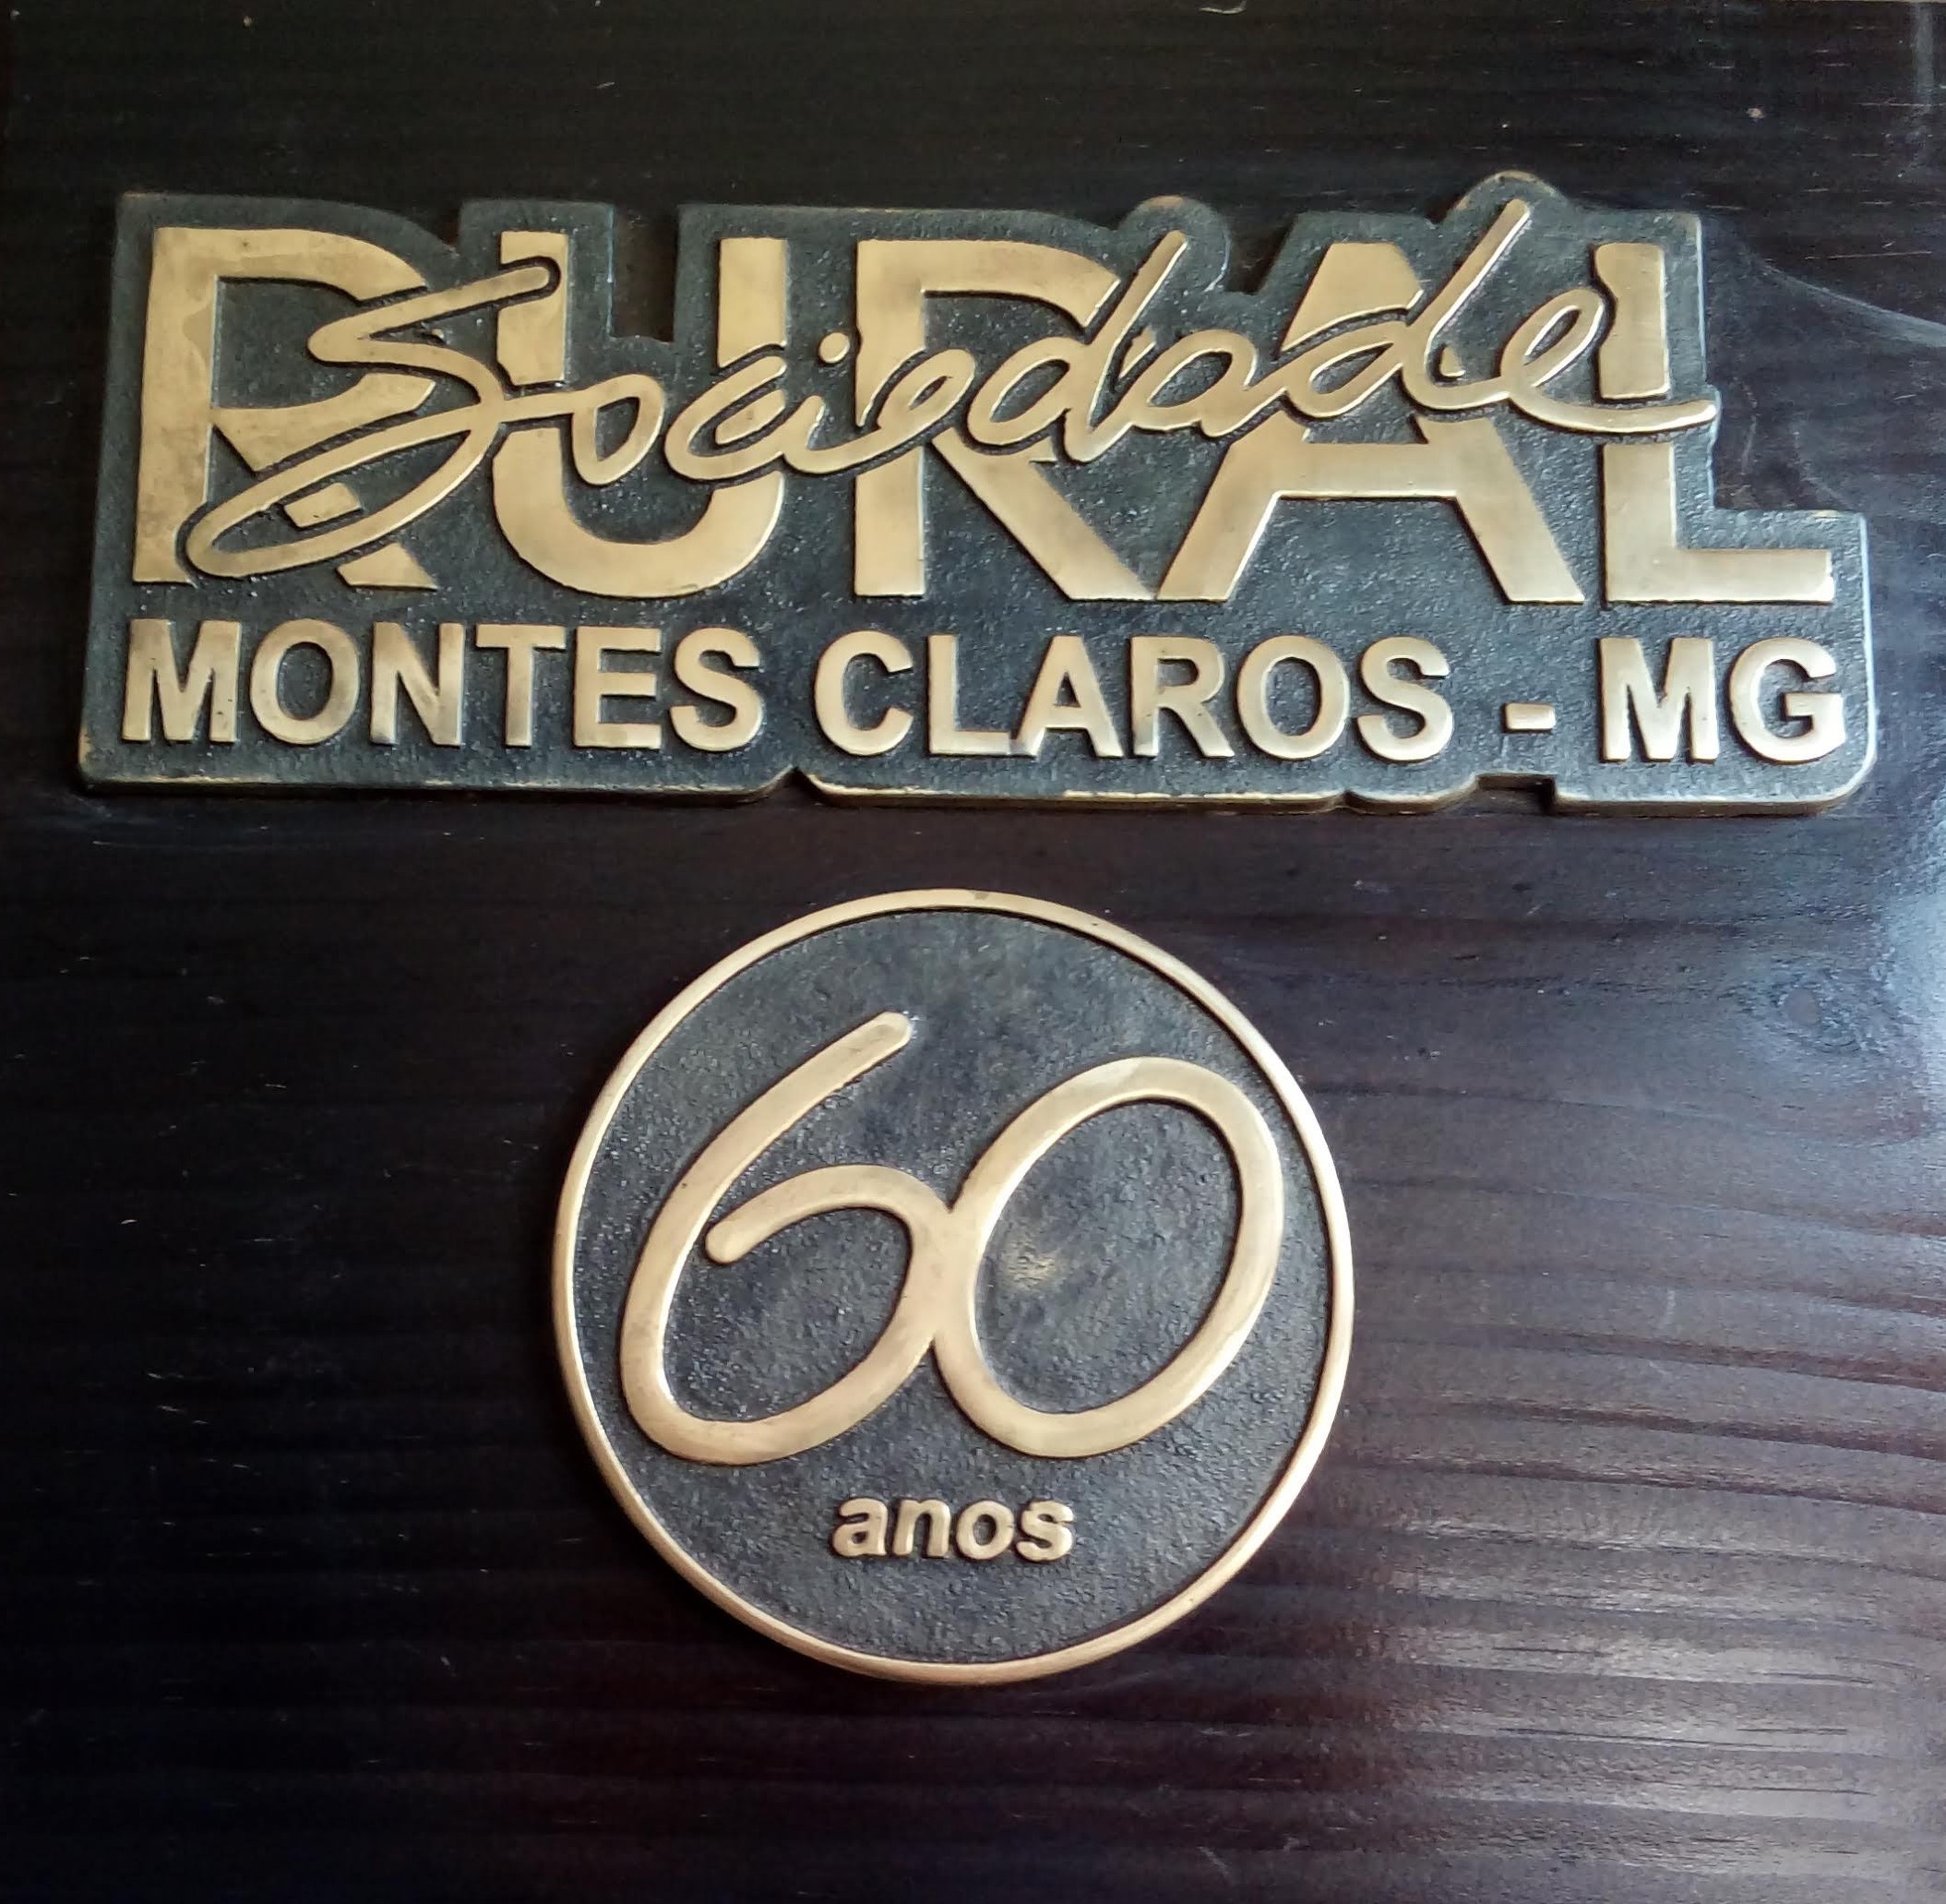 Sociedade
RURAL
MONTES CLAROS - MG
60
anos